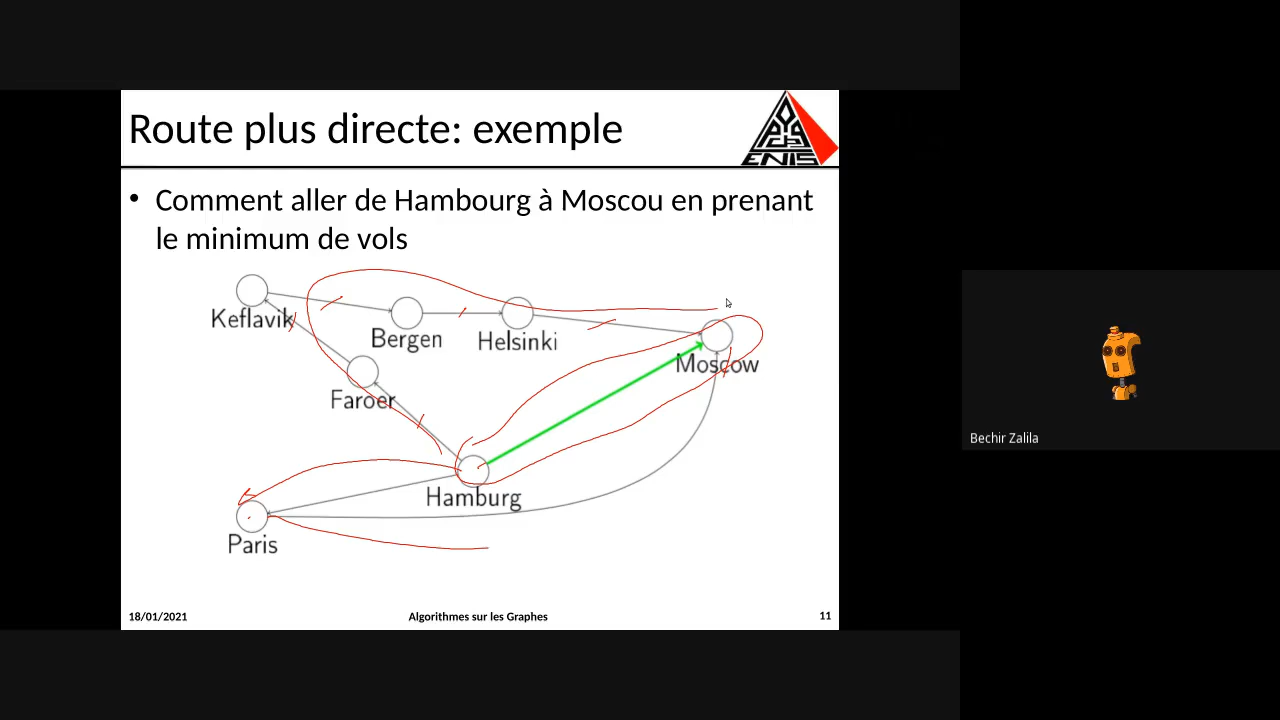 Route plus directe: exemple
ENIS
• Comment aller de Hambourg à Moscou en prenant
le minimum de vols
Keflavik
Bergen
Helsinki
Moscow
Faroer
Hamburg
Paris
Bechir Zalila
18/01/2021
Algorithmes sur les Graphes
11